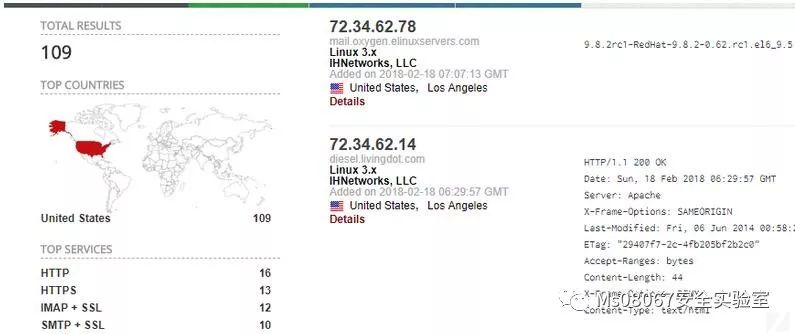 TOTAL RESULTS
109
TOP COUNTRIES
United States 109
TOP SERVICES
HTTP 16
HTTPS 13
IMAP + SSL 12
SMTP + SSL 10
72.34.62.78
mail.oxygen.elinuxservers.com
Linux 3.x
IHNetworks, LLC
Added on 2018-02-18 07:07:13 GMT
United States, Los Angeles
Details
9.8.2rc1-RedHat-9.8.2-0.62.rc1.el6_9.5
72.34.62.14
diesel.livingdot.com
Linux 3.x
IHNetworks, LLC
Added on 2018-02-18 06:29:57 GMT
United States, Los Angeles
Details
HTTP/1.1 200 OK
Date: Sun, 18 Feb 2018 06:29:57 GMT
Server: Apache
X-Frame-Options: SAMEORIGIN
Last-Modified: Fri, 06 Jun 2014 00:58:2
ETag: "29407f7-2c-4fb205bf2b2c0"
Accept-Ranges: bytes
Content-Length: 44
Content-Type: text/html
Ms08067安全实验室